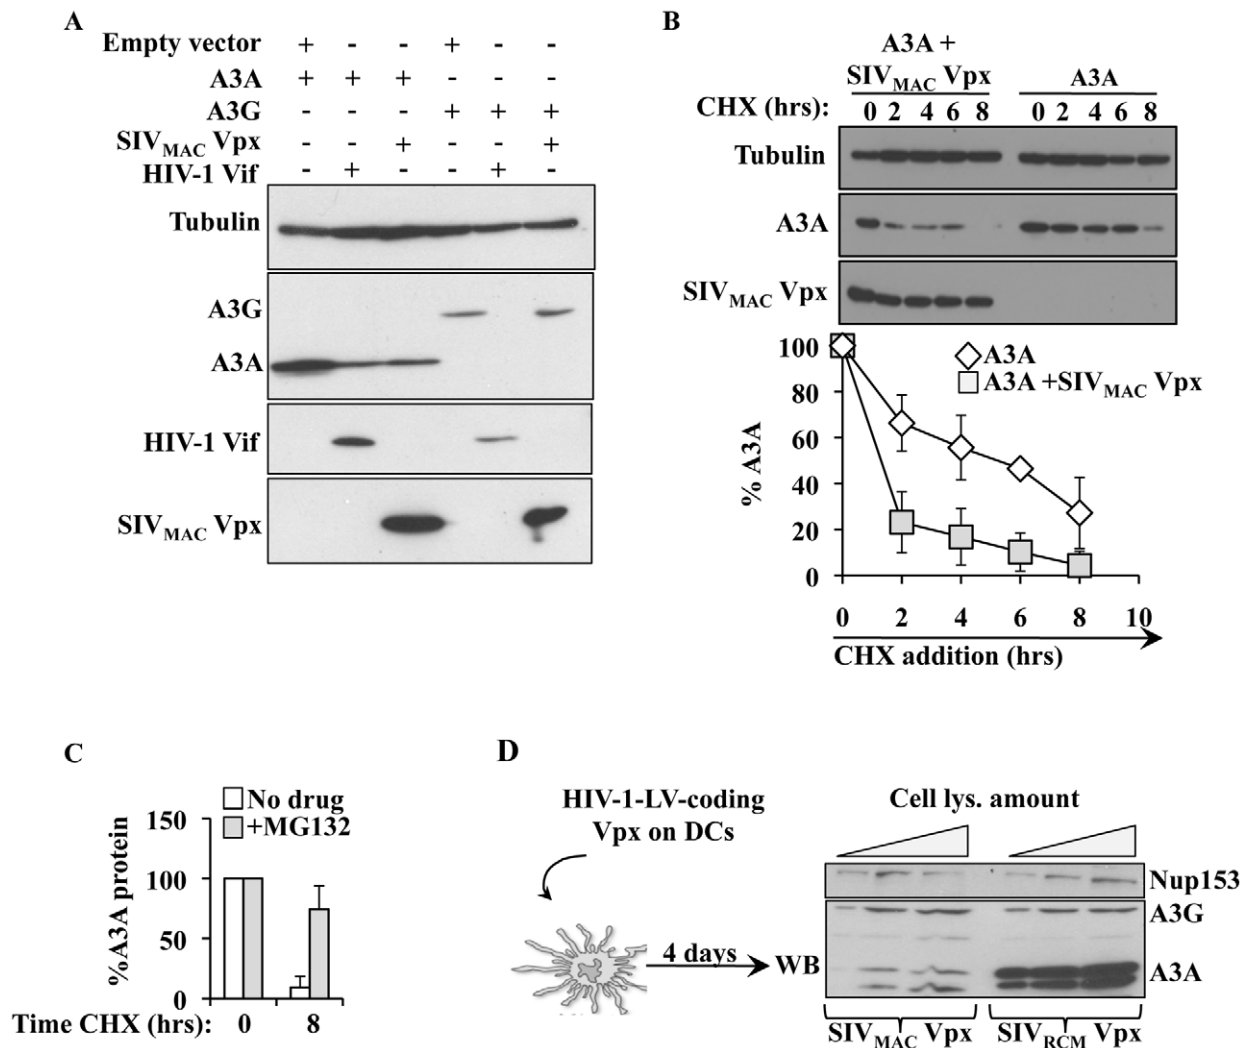 A
Empty vector + - - + - -
A3A + + + - - -
A3G - - - + + +
SIVMAC Vpx - - + - - +
HIV-1 Vif - + - - + -
Tubulin
A3G
A3A
HIV-1 Vif
SIVMAC Vpx
B
A3A +
SIVMAC Vpx
A3A
CHX (hrs): 0 2 4 6 8 0 2 4 6 8
Tubulin
A3A
SIVMAC Vpx
100
80
60
40
20
0
% A3A
A3A
A3A +SIVMAC Vpx
0 2 4 6 8 10
CHX addition (hrs)
C
No drug
+MG132
150
100
50
0
%A3A protein
Time CHX (hrs): 0 8
D
HIV-1-LV-coding
Vpx on DCs
4 days
WB
Cell lys. amount
Nup153
A3G
A3A
SIVMAC Vpx
SIVRCM Vpx